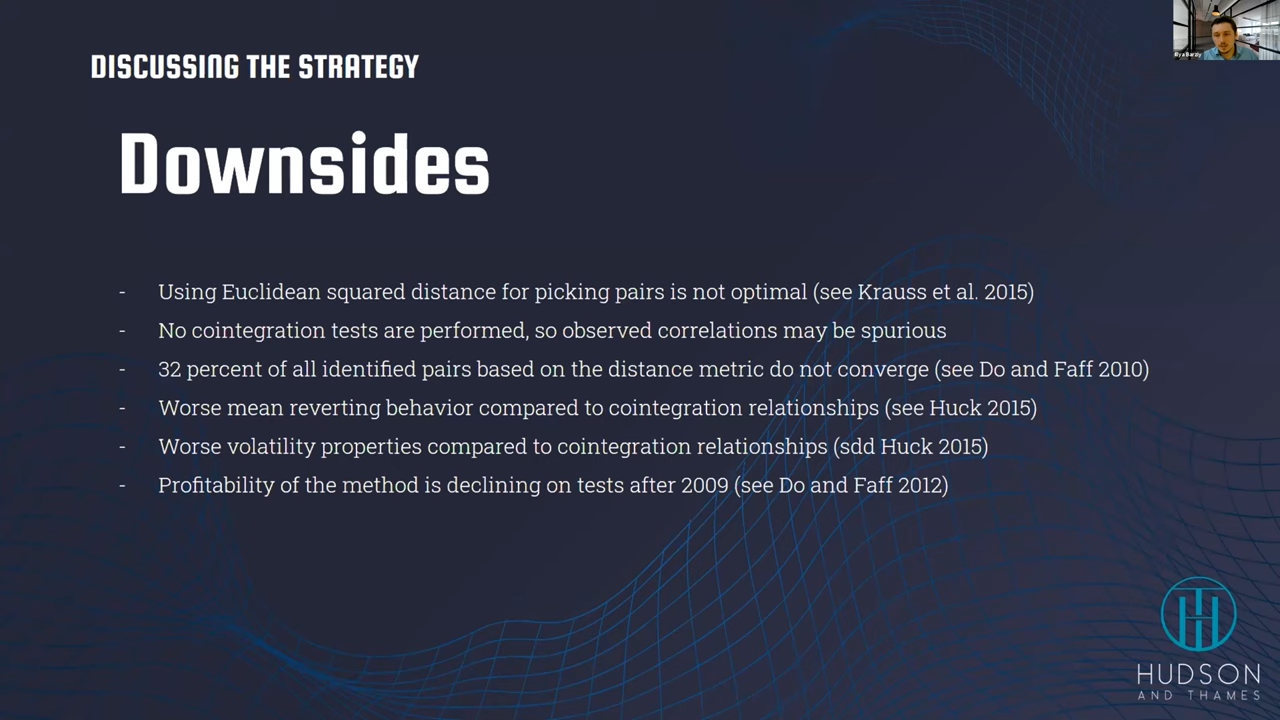 DISCUSSING THE STRATEGY
Downsides
- Using Euclidean squared distance for picking pairs is not optimal (see Krauss et al. 2015)
- No cointegration tests are performed, so observed correlations may be spurious
- 32 percent of all identified pairs based on the distance metric do not converge (see Do and Faff 2010)
- Worse mean reverting behavior compared to cointegration relationships (see Huck 2015)
- Worse volatility properties compared to cointegration relationships (sdd Huck 2015)
- Profitability of the method is declining on tests after 2009 (see Do and Faff 2012)
HUDSON
AND THAMES